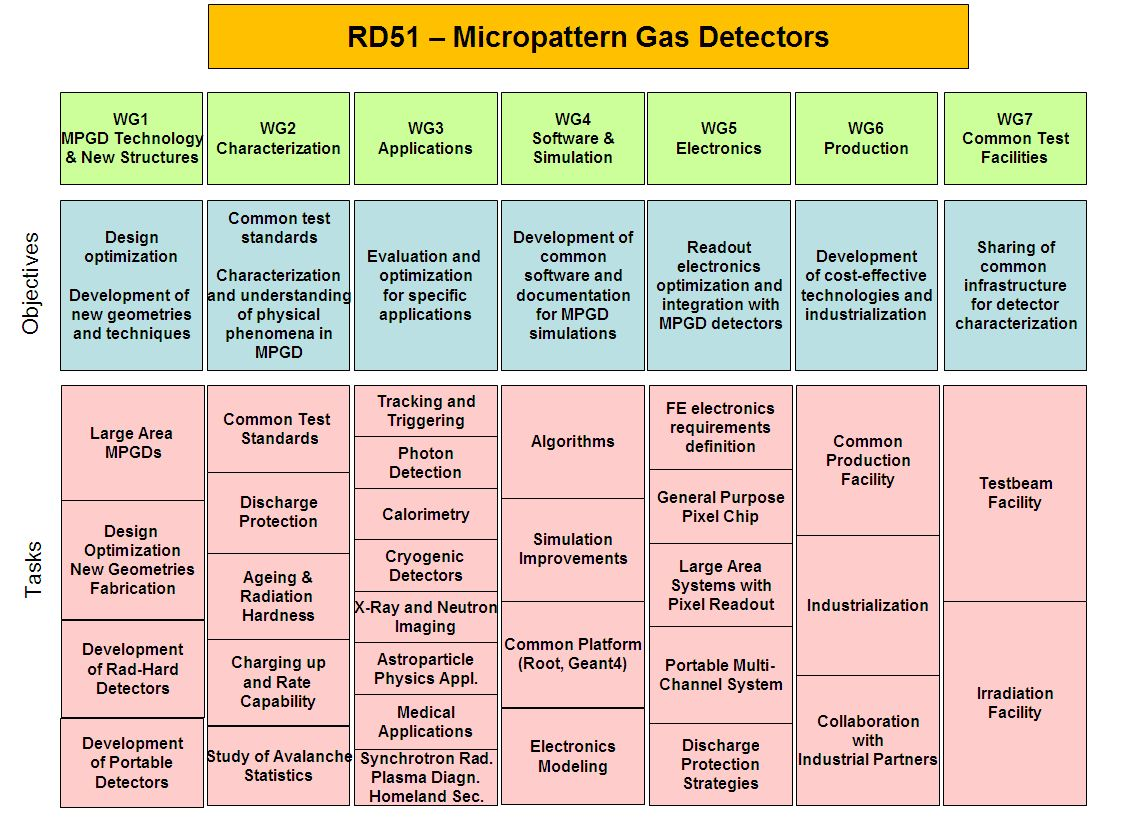 RD51 – Micropattern Gas Detectors
WG1
MPGD Technology
& New Structures
WG2
Characterization
WG3
Applications
WG4
Software &
Simulation
WG5
Electronics
WG6
Production
WG7
Common Test
Facilities
Objectives
Design
optimization
Development of
new geometries
and techniques
Common test
standards
Characterization
and understanding
of physical
phenomena in
MPGD
Evaluation and
optimization
for specific
applications
Development of
common
software and
documentation
for MPGD
simulations
Readout
electronics
optimization and
integration with
MPGD detectors
Development
of cost-effective
technologies and
industrialization
Sharing of
common
infrastructure
for detector
characterization
Tasks
Large Area
MPGDs
Design
Optimization
New Geometries
Fabrication
Development
of Rad-Hard
Detectors
Development
of Portable
Detectors
Common Test
Standards
Discharge
Protection
Ageing &
Radiation
Hardness
Charging up
and Rate
Capability
Study of Avalanche
Statistics
Tracking and
Triggering
Photon
Detection
Calorimetry
Cryogenic
Detectors
X-Ray and Neutron
Imaging
Astroparticle
Physics Appl.
Medical
Applications
Synchrotron Rad.
Plasma Diagn.
Homeland Sec.
Algorithms
Simulation
Improvements
Common Platform
(Root, Geant4)
Electronics
Modeling
FE electronics
requirements
definition
General Purpose
Pixel Chip
Large Area
Systems with
Pixel Readout
Portable Multi-
Channel System
Discharge
Protection
Strategies
Common
Production
Facility
Industrialization
Collaboration
with
Industrial Partners
Testbeam
Facility
Irradiation
Facility